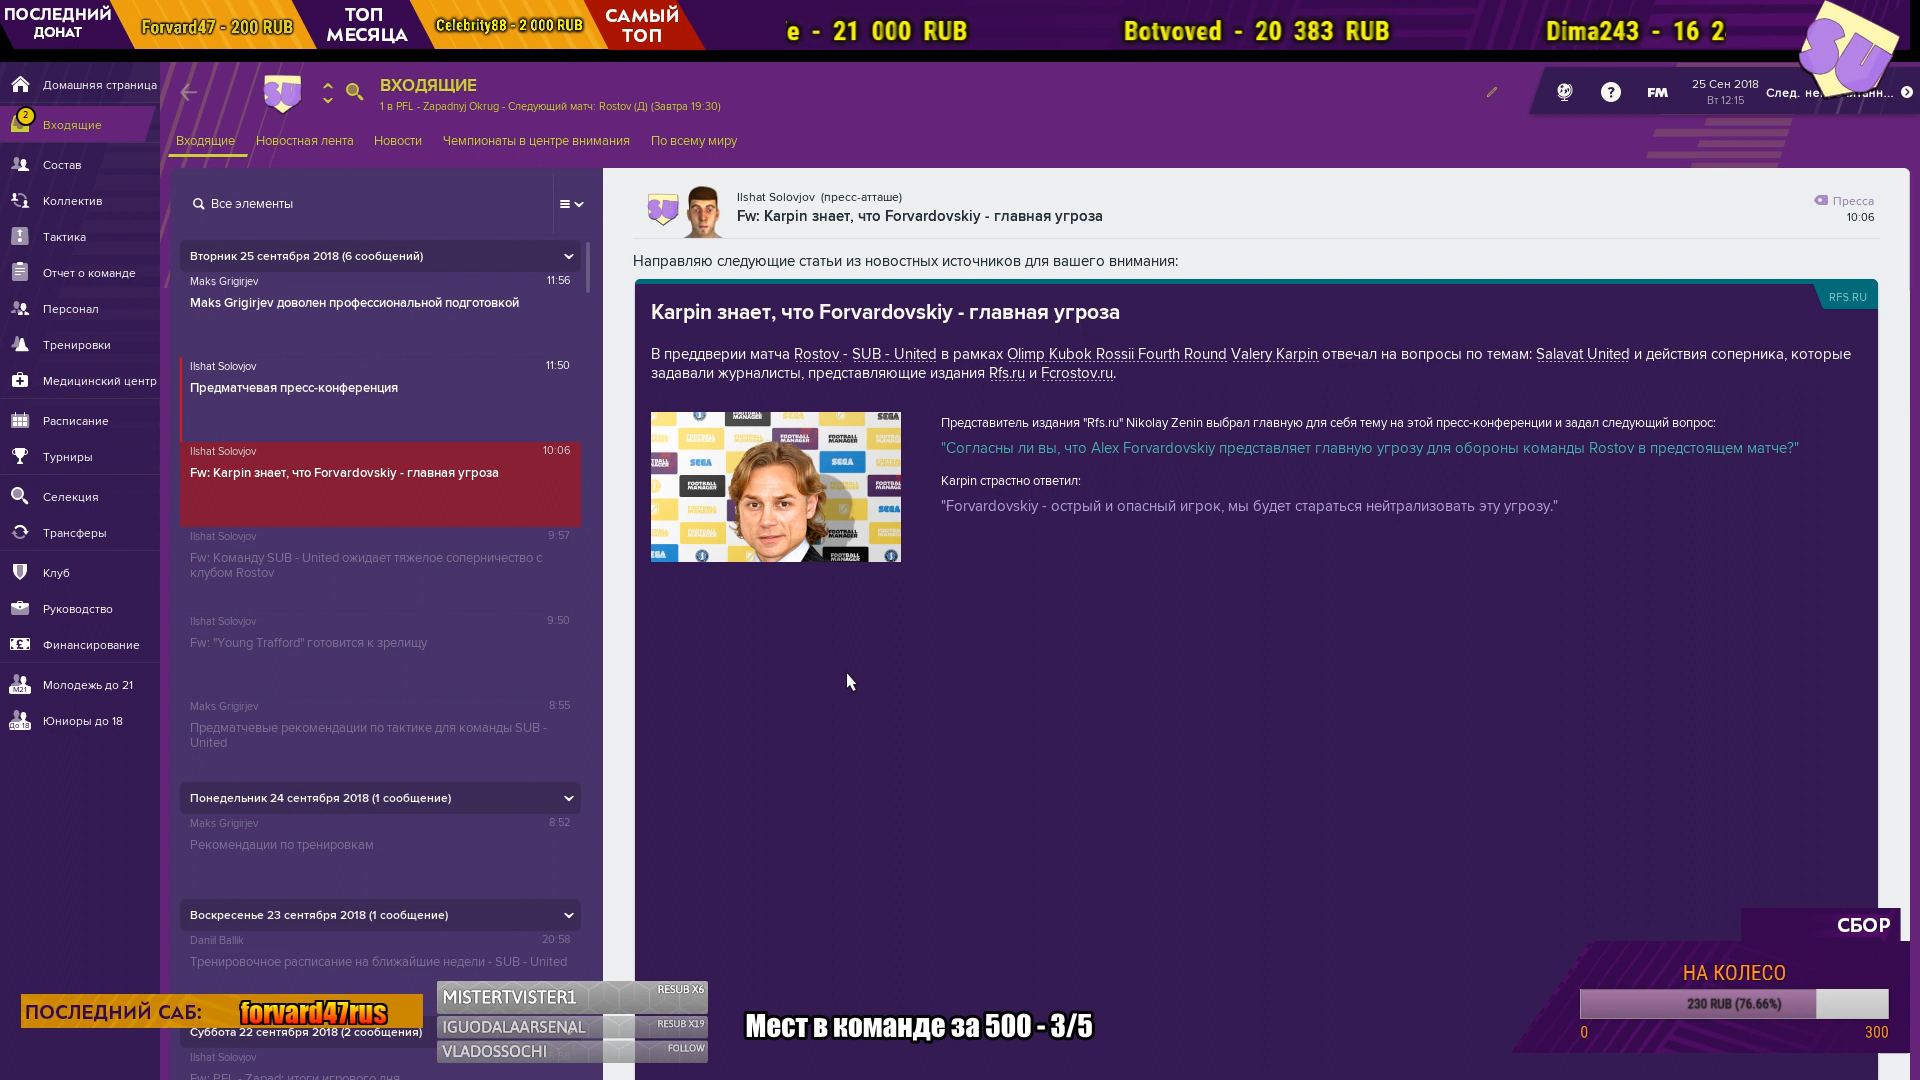 ПОСЛЕДНИЙ ДОНАТ
Forvard47 - 200 RUB
ТОП МЕСЯЦА
Celebrity88 - 2 000 RUB
САМЫЙ ТОП
e - 21 000 RUB
Botvoved - 20 383 RUB
Dima243 - 16 2
SU
Домашняя страница
2
Входящие
Состав
Коллектив
Тактика
Отчет о команде
Персонал
Тренировки
Медицинский центр
Расписание
Турниры
Селекция
Трансферы
Клуб
Руководство
Финансирование
Молодежь до 21
Юниоры до 18
ВХОДЯЩИЕ
1 в PFL - Zapadnyj Okrug - Следующий матч: Rostov (Д) (Завтра 19:30)
FM
25 Сен 2018
Вт 12:15
След.
Входящие
Новостная лента
Новости
Чемпионаты в центре внимания
По всему миру
Все элементы
Вторник 25 сентября 2018 (6 сообщений)
Maks Grigirjev 11:56
Maks Grigirjev доволен профессиональной подготовкой
Ilshat Solovjov 11:50
Предматчевая пресс-конференция
Ilshat Solovjov 10:06
Fw: Karpin знает, что Forvardovskiy - главная угроза
Ilshat Solovjov 9:57
Fw: Команду SUB - United ожидает тяжелое соперничество с
клубом Rostov
Ilshat Solovjov 9:50
Fw: "Young Trafford" готовится к зрелищу
Maks Grigirjev 8:55
Предматчевые рекомендации по тактике для команды SUB -
United
Понедельник 24 сентября 2018 (1 сообщение)
Maks Grigirjev 8:52
Рекомендации по тренировкам
Воскресенье 23 сентября 2018 (1 сообщение)
Daniil Ballik 20:58
Тренировочное расписание на ближайшие недели - SUB - United
Суббота 22 сентября 2018 (2 сообщения)
Ilshat Solovjov
Fw: PFL - Zapad: итоги игрового дня
Ilshat Solovjov (пресс-атташе)
Fw: Karpin знает, что Forvardovskiy - главная угроза
Пресса
10:06
Направляю следующие статьи из новостных источников для вашего внимания:
RFS.RU
Karpin знает, что Forvardovskiy - главная угроза
В преддверии матча Rostov - SUB - United в рамках Olimp Kubok Rossii Fourth Round Valery Karpin отвечал на вопросы по темам: Salavat United и действия соперника, которые
задавали журналисты, представляющие издания Rfs.ru и Fcrostov.ru.
FOOTBALL MANAGER
SEGA
Представитель издания "Rfs.ru" Nikolay Zenin выбрал главную для себя тему на этой пресс-конференции и задал следующий вопрос:
"Согласны ли вы, что Alex Forvardovskiy представляет главную угрозу для обороны команды Rostov в предстоящем матче?"
Karpin страстно ответил:
"Forvardovskiy - острый и опасный игрок, мы будет стараться нейтрализовать эту угрозу."
ПОСЛЕДНИЙ САБ: forvard47rus
MISTERTVISTER1 RESUB X6
IGUODALAARSENAL RESUB X19
VLADOSSOCHI FOLLOW
Мест в команде за 500 - 3/5
СБОР
НА КОЛЕСО
230 RUB (76.66%)
0 300